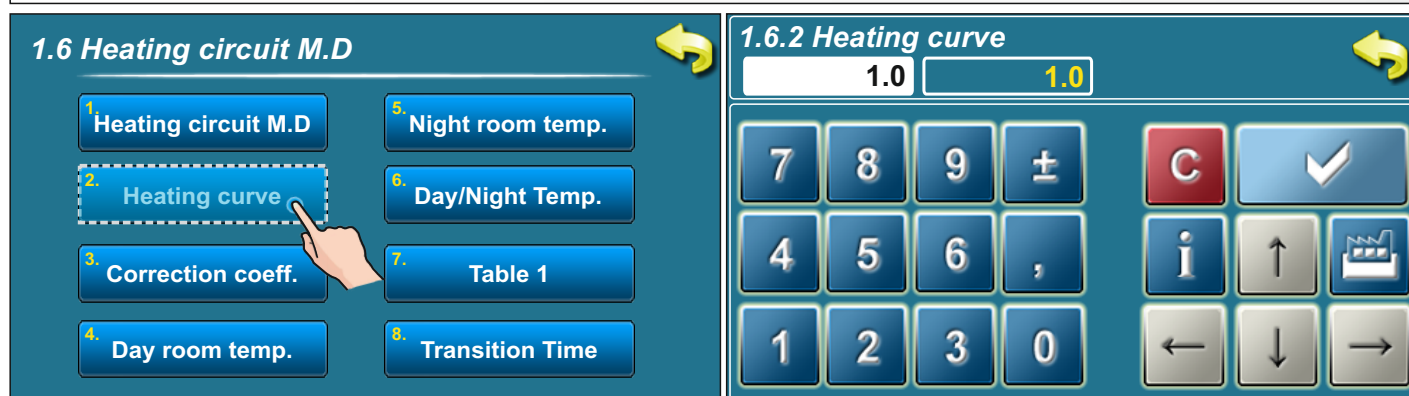 1.6 Heating circuit M.D
1. Heating circuit M.D
5. Night room temp.
2. Heating curve
6. Day/Night Temp.
3. Correction coeff.
7. Table 1
4. Day room temp.
8. Transition Time
1.6.2 Heating curve
1.0 1.0
7 8 9 ± C
4 5 6 , i ↑
1 2 3 0 ← ↓ →